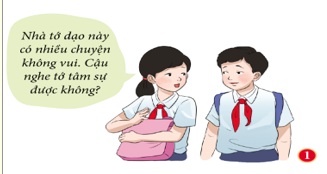 Nhà tớ dạo này
có nhiều chuyện
không vui. Cậu
nghe tớ tâm sự
được không?
1